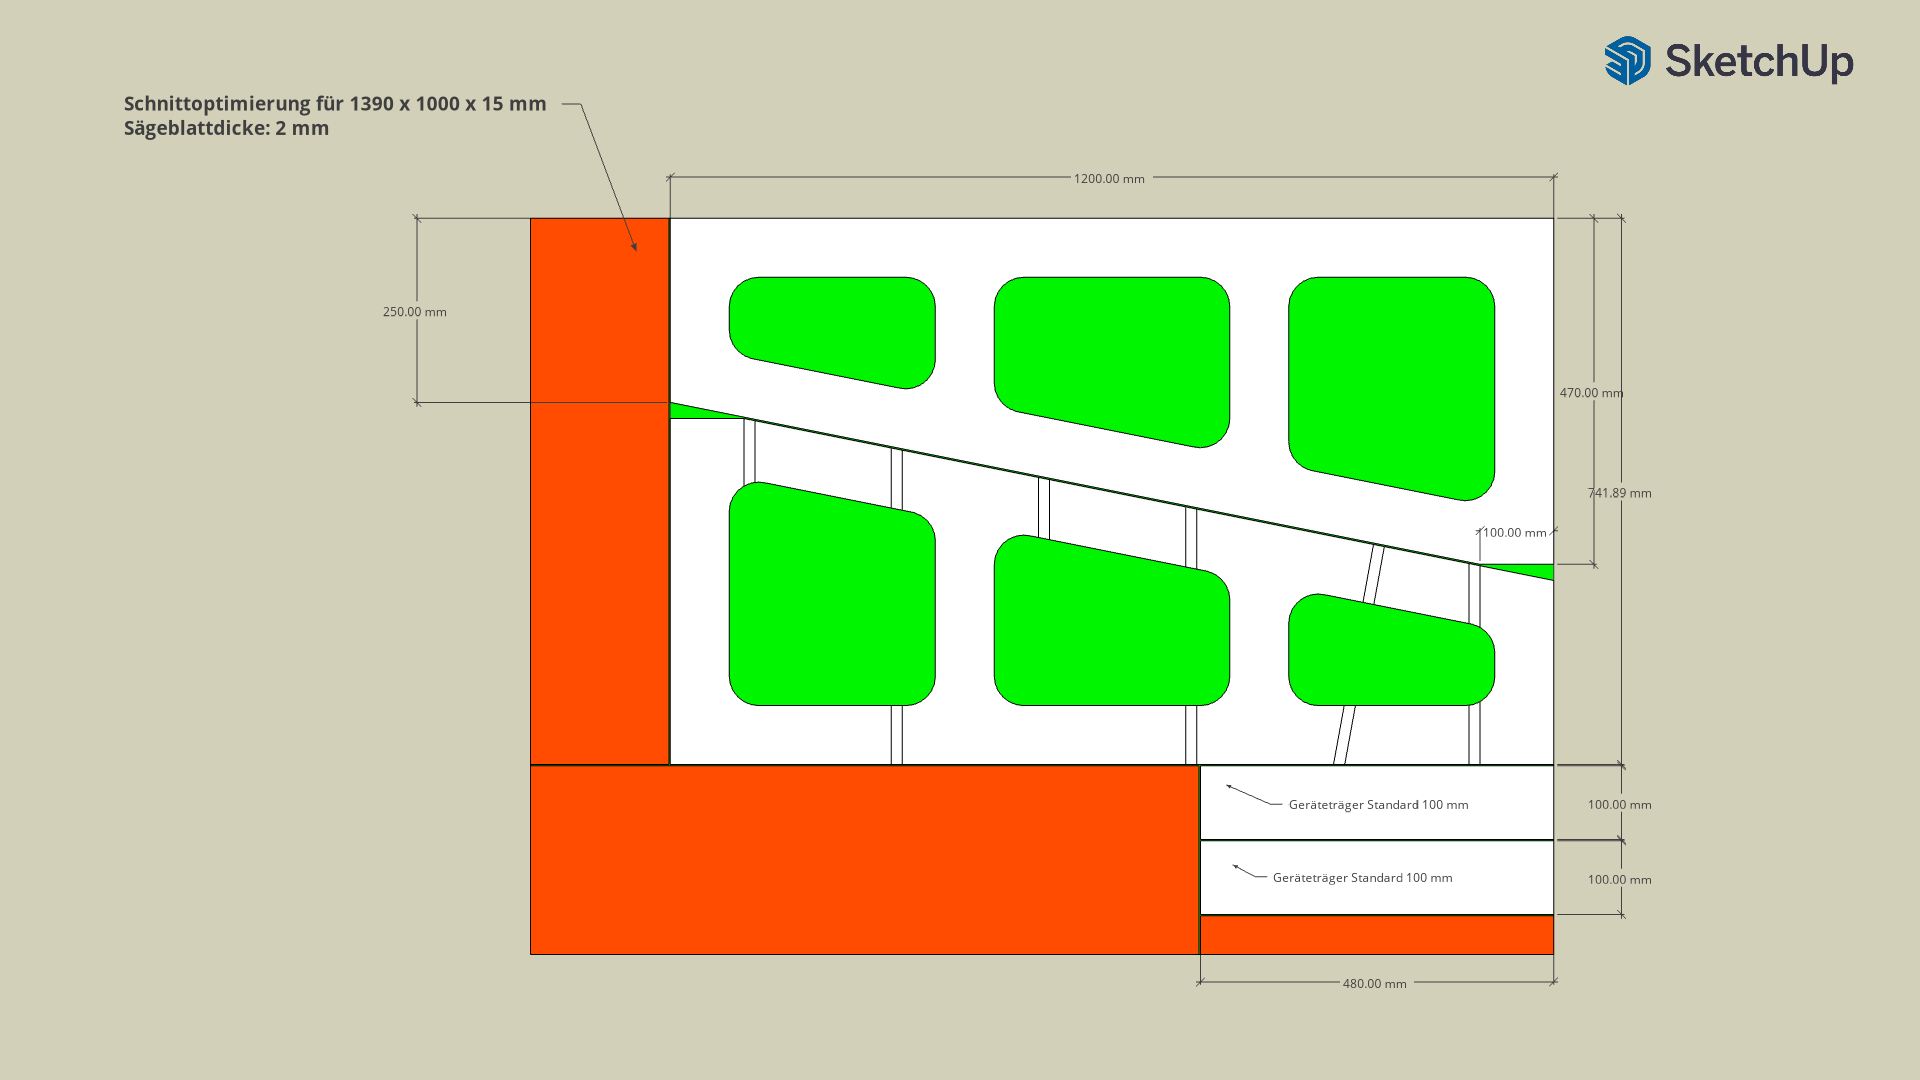 SketchUp
Schnittoptimierung für 1390 x 1000 x 15 mm
Sägeblattdicke: 2 mm
1200.00 mm
250.00 mm
470.00 mm
741.89 mm
100.00 mm
Geräteträger Standard 100 mm
100.00 mm
Geräteträger Standard 100 mm
100.00 mm
480.00 mm